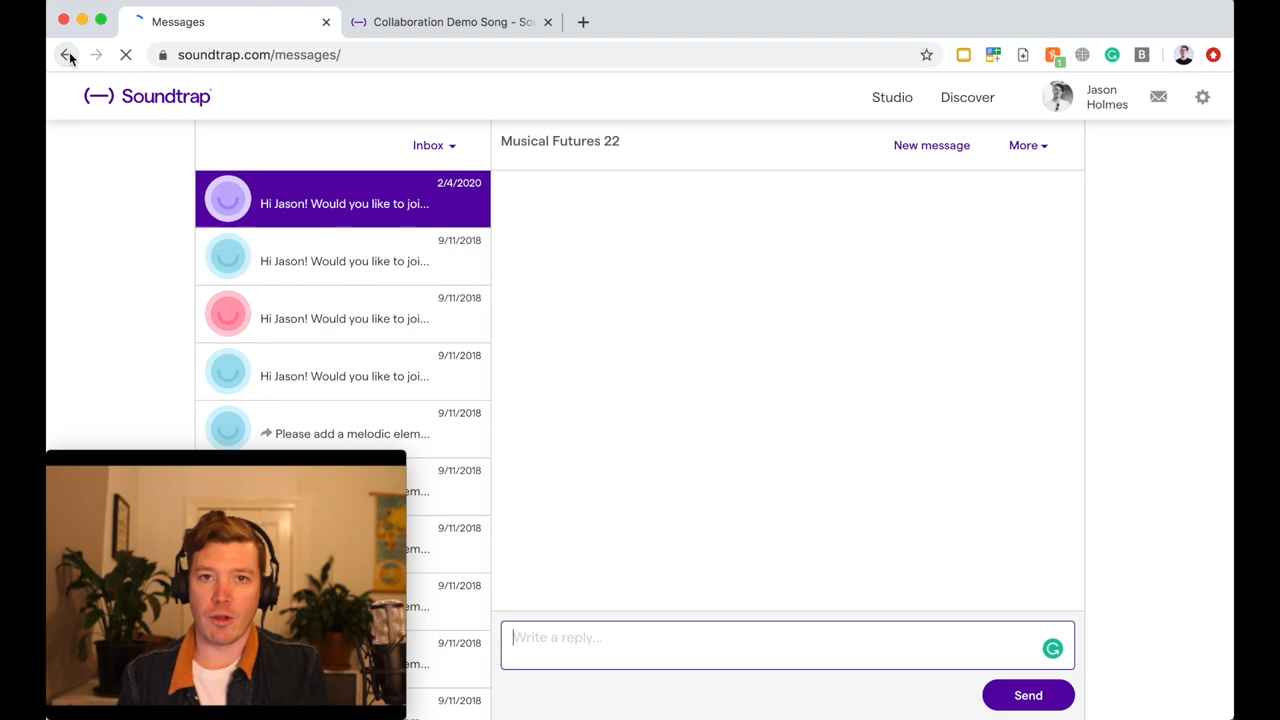 Messages
Collaboration Demo Song - Sou
soundtrap.com/messages/
1
B
Soundtrap
Studio
Discover
Jason
Holmes
Inbox
Musical Futures 22
New message
More
2/4/2020
Hi Jason! Would you like to joi...
9/11/2018
Hi Jason! Would you like to joi...
9/11/2018
Hi Jason! Would you like to joi...
9/11/2018
Hi Jason! Would you like to joi...
9/11/2018
Please add a melodic elem...
9/11/2018
em...
9/11/2018
em...
9/11/2018
em...
9/11/2018
em...
9/11/2018
Write a reply...
Send